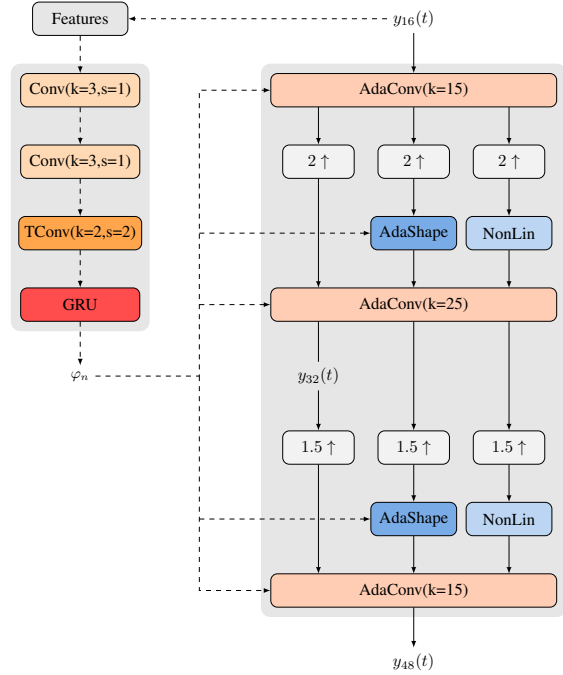 Features
y₁₆(t)
Conv(k=3,s=1)
Conv(k=3,s=1)
TConv(k=2,s=2)
GRU
φₙ
AdaConv(k=15)
2 ↑
2 ↑
2 ↑
AdaShape
NonLin
AdaConv(k=25)
y₃₂(t)
1.5 ↑
1.5 ↑
1.5 ↑
AdaShape
NonLin
AdaConv(k=15)
y₄₈(t)